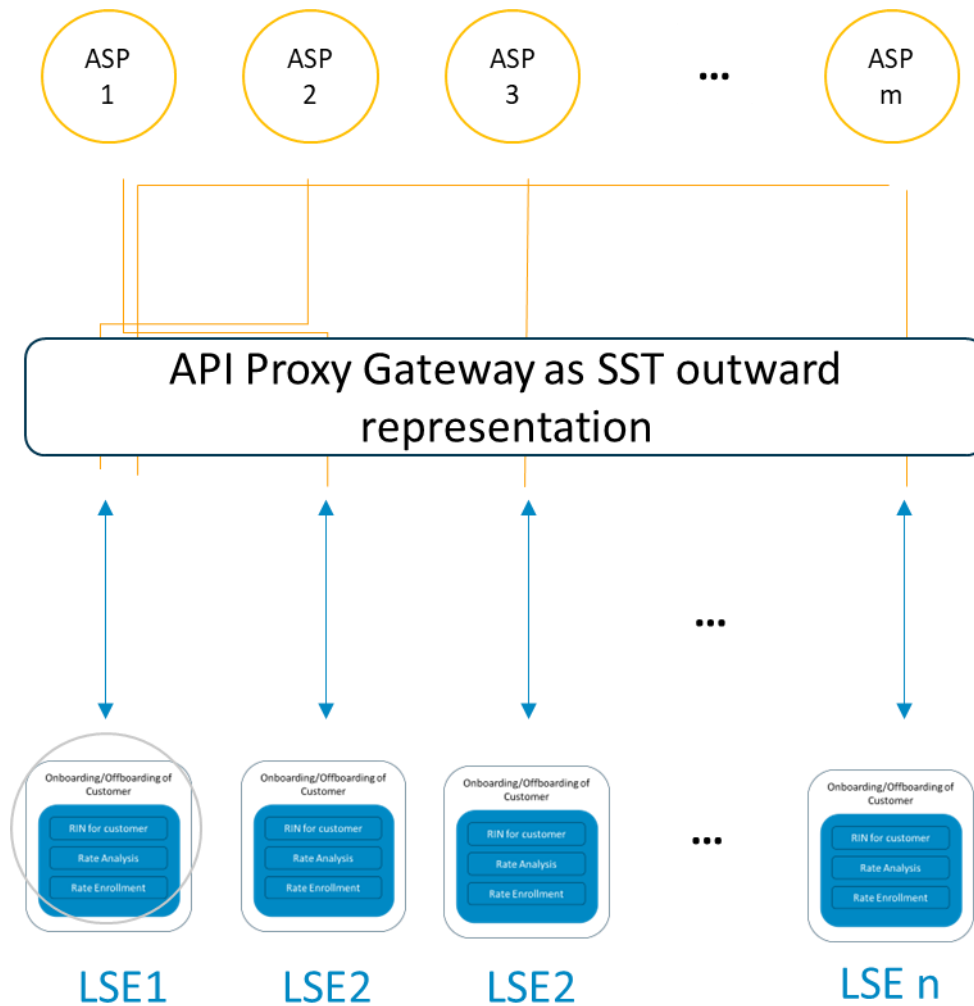 ASP
1
ASP
2
ASP
3
...
ASP
m
API Proxy Gateway as SST outward
representation
...
Onboarding/Offboarding of
Customer
RIN for customer
Rate Analysis
Rate Enrollment
Onboarding/Offboarding of
Customer
RIN for customer
Rate Analysis
Rate Enrollment
Onboarding/Offboarding of
Customer
RIN for customer
Rate Analysis
Rate Enrollment
...
Onboarding/Offboarding of
Customer
RIN for customer
Rate Analysis
Rate Enrollment
LSE1
LSE2
LSE2
LSE n